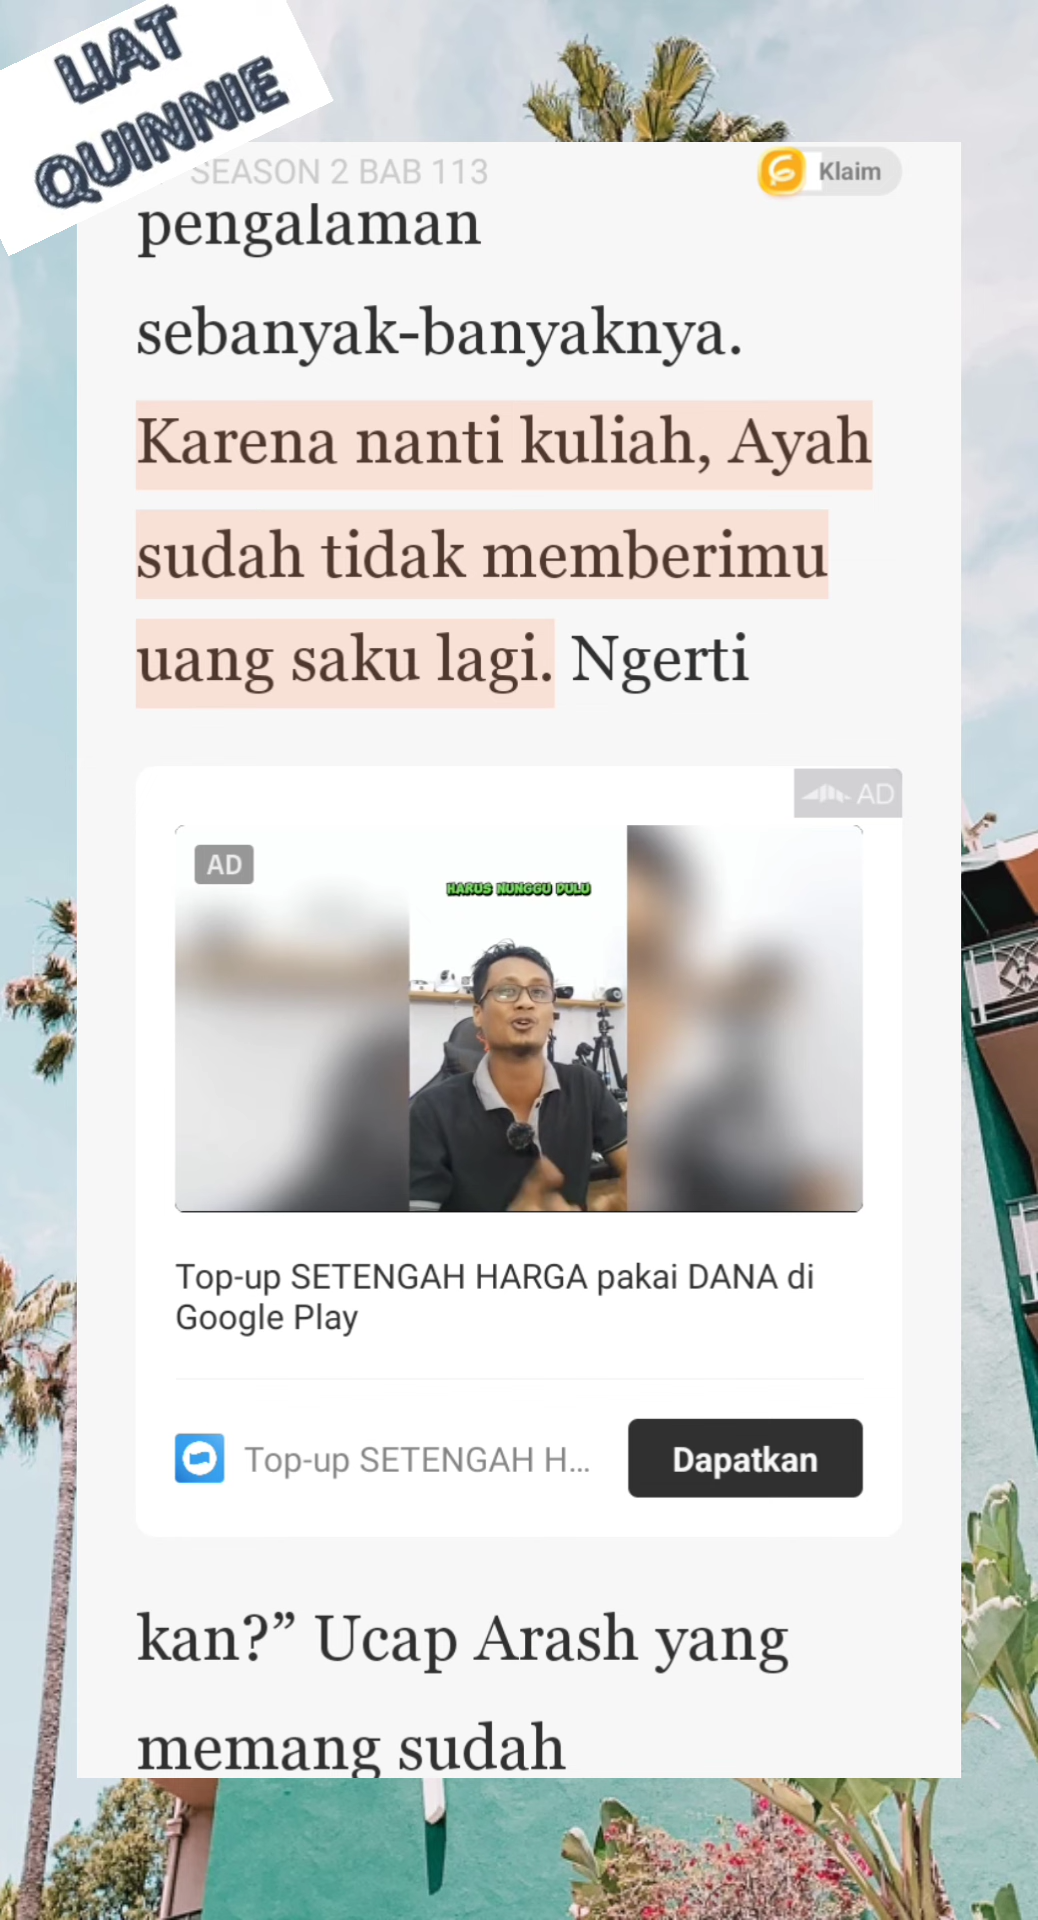 LIAT
QUINNIE
SEASON 2 BAB 113
Klaim
pengalaman
sebanyak-banyaknya.
Karena nanti kuliah, Ayah
sudah tidak memberimu
uang saku lagi. Ngerti
AD
AD
HARUS NUNGGU DULU
Top-up SETENGAH HARGA pakai DANA di
Google Play
Top-up SETENGAH H...
Dapatkan
kan?” Ucap Arash yang
memang sudah